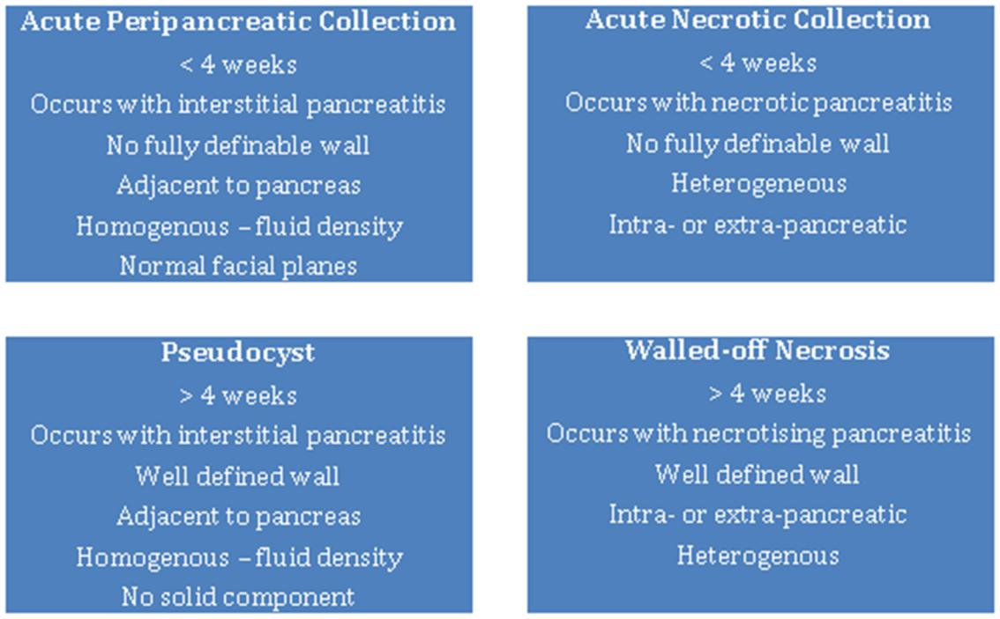 Acute Peripancreatic Collection
< 4 weeks
Occurs with interstitial pancreatitis
No fully definable wall
Adjacent to pancreas
Homogenous – fluid density
Normal facial planes
Acute Necrotic Collection
< 4 weeks
Occurs with necrotic pancreatitis
No fully definable wall
Heterogeneous
Intra- or extra-pancreatic
Pseudocyst
> 4 weeks
Occurs with interstitial pancreatitis
Well defined wall
Adjacent to pancreas
Homogenous – fluid density
No solid component
Walled-off Necrosis
> 4 weeks
Occurs with necrotising pancreatitis
Well defined wall
Intra- or extra-pancreatic
Heterogenous